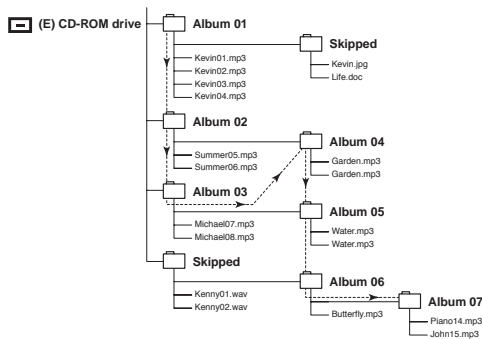 (E) CD-ROM drive
Album 01
Kevin01.mp3
Kevin02.mp3
Kevin03.mp3
Kevin04.mp3
Skipped
Kevin.jpg
Life.doc
Album 02
Summer05.mp3
Summer06.mp3
Album 04
Garden.mp3
Garden.mp3
Album 03
Michael07.mp3
Michael08.mp3
Album 05
Water.mp3
Water.mp3
Skipped
Kenny01.wav
Kenny02.wav
Album 06
Butterfly.mp3
Album 07
Piano14.mp3
John15.mp3